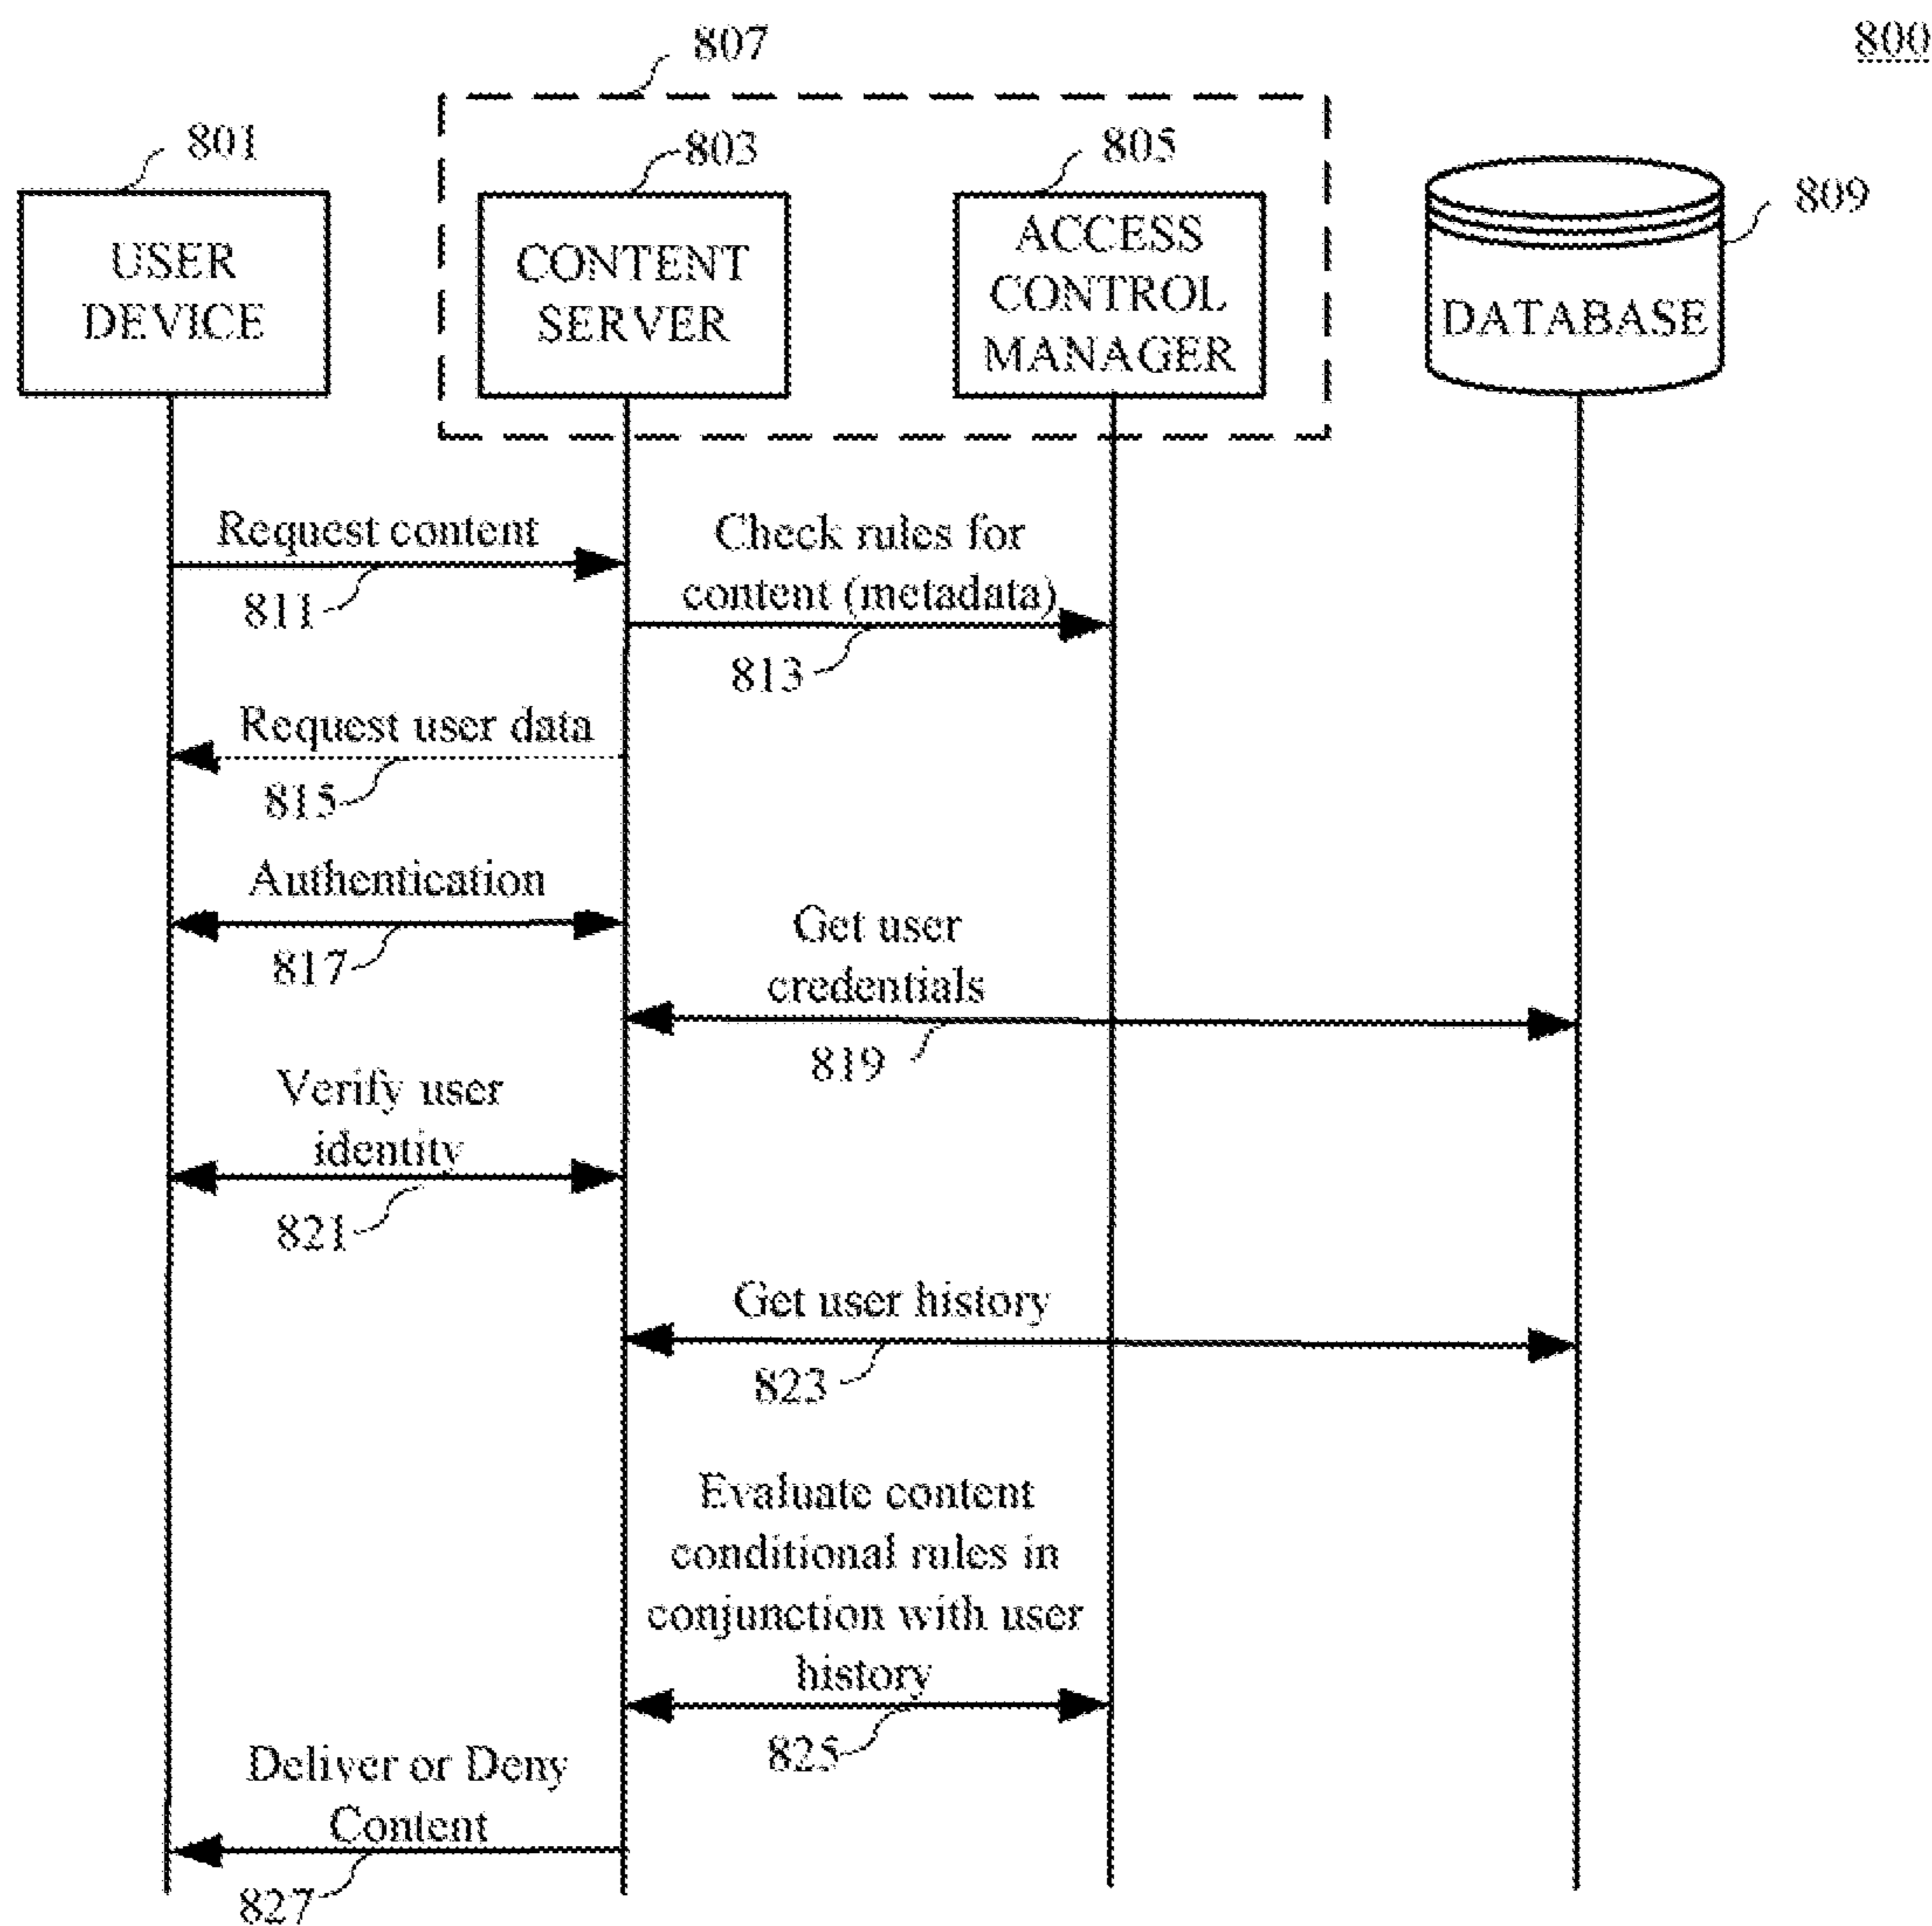 800
807
801
803
805
809
USER
DEVICE
CONTENT
SERVER
ACCESS
CONTROL
MANAGER
DATABASE
Request content
811
Check rules for
content (metadata)
813
Request user data
815
Authentication
817
Get user
credentials
819
Verify user
identity
821
Get user history
823
Evaluate content
conditional rules in
conjunction with user
history
825
Deliver or Deny
Content
827